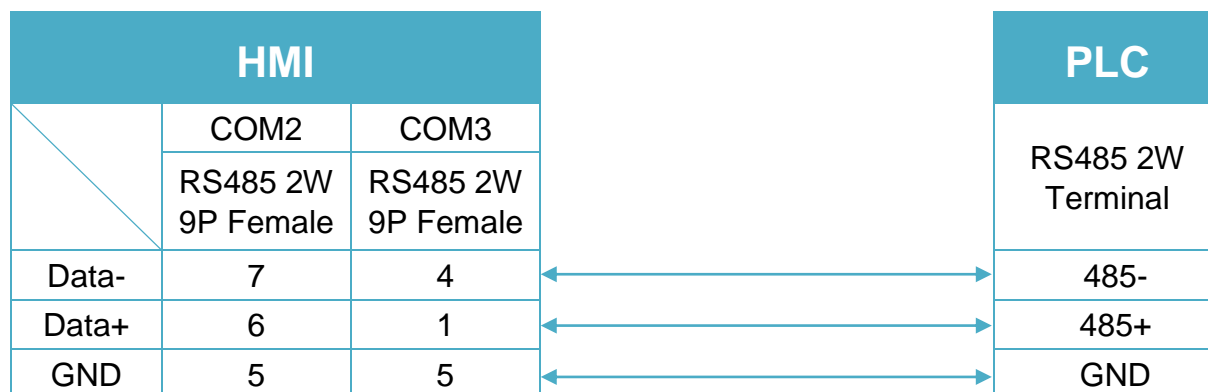 HMI PLC
COM2 COM3
RS485 2W
9P Female
RS485 2W
9P Female
RS485 2W
Terminal
Data- 7 4 485-
Data+ 6 1 485+
GND 5 5 GND